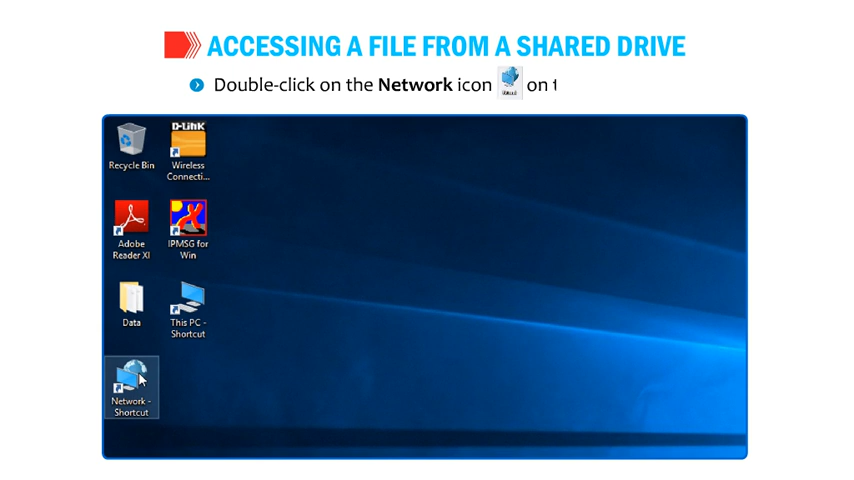 ACCESSING A FILE FROM A SHARED DRIVE
Double-click on the Network icon on t
Recycle Bin
D-Link
Wireless
Connecti...
Adobe
Reader XI
IPMSG for
Win
Data
This PC -
Shortcut
Network -
Shortcut